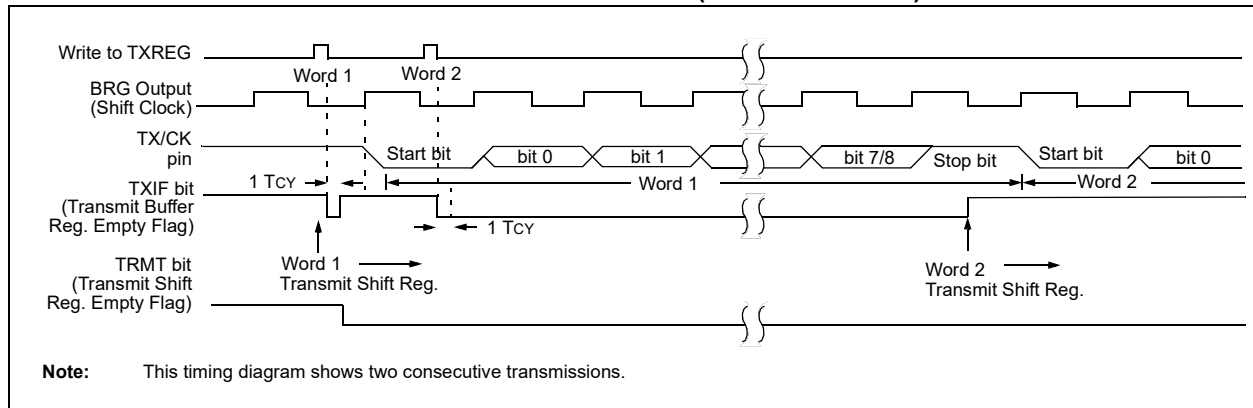 Write to TXREG
Word 1 Word 2
BRG Output
(Shift Clock)
TX/CK
pin
Start bit bit 0 bit 1 bit 7/8 Stop bit Start bit bit 0
1 TCY
Word 1 Word 2
TXIF bit
(Transmit Buffer
Reg. Empty Flag)
1 TCY
TRMT bit
(Transmit Shift
Reg. Empty Flag)
Word 1
Transmit Shift Reg.
Word 2
Transmit Shift Reg.
Note: This timing diagram shows two consecutive transmissions.